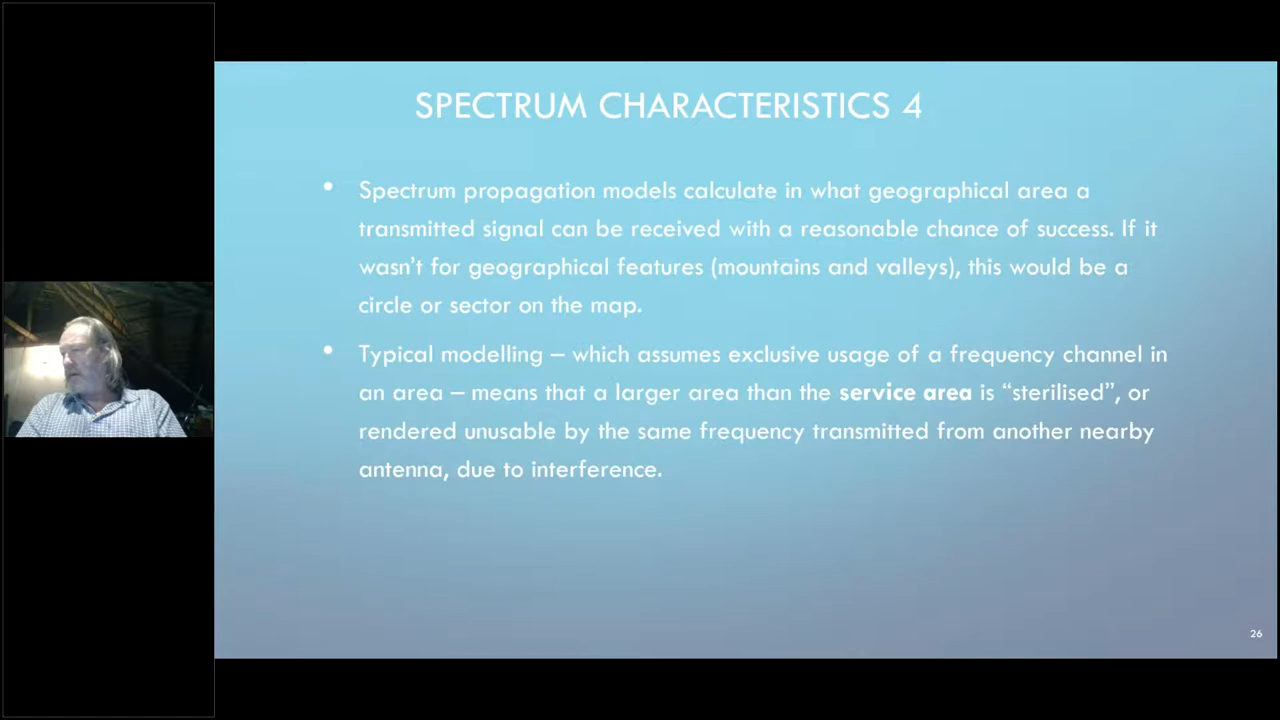 SPECTRUM CHARACTERISTICS 4
• Spectrum propagation models calculate in what geographical area a
transmitted signal can be received with a reasonable chance of success. If it
wasn’t for geographical features (mountains and valleys), this would be a
circle or sector on the map.
• Typical modelling – which assumes exclusive usage of a frequency channel in
an area – means that a larger area than the service area is “sterilised”, or
rendered unusable by the same frequency transmitted from another nearby
antenna, due to interference.
26